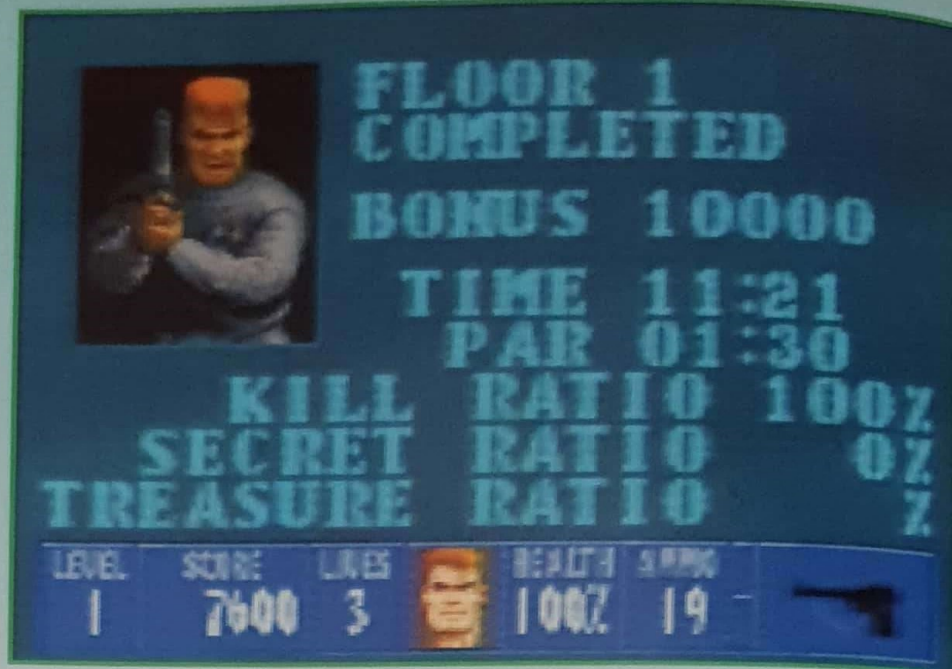 FLOOR 1
COMPLETED
BONUS 10000
TIME 11:21
PAR 01:30
KILL RATIO 100%
SECRET RATIO 0%
TREASURE RATIO %
LEVEL SCORE LIVES HEALTH AMMO
1 7600 3 100% 19